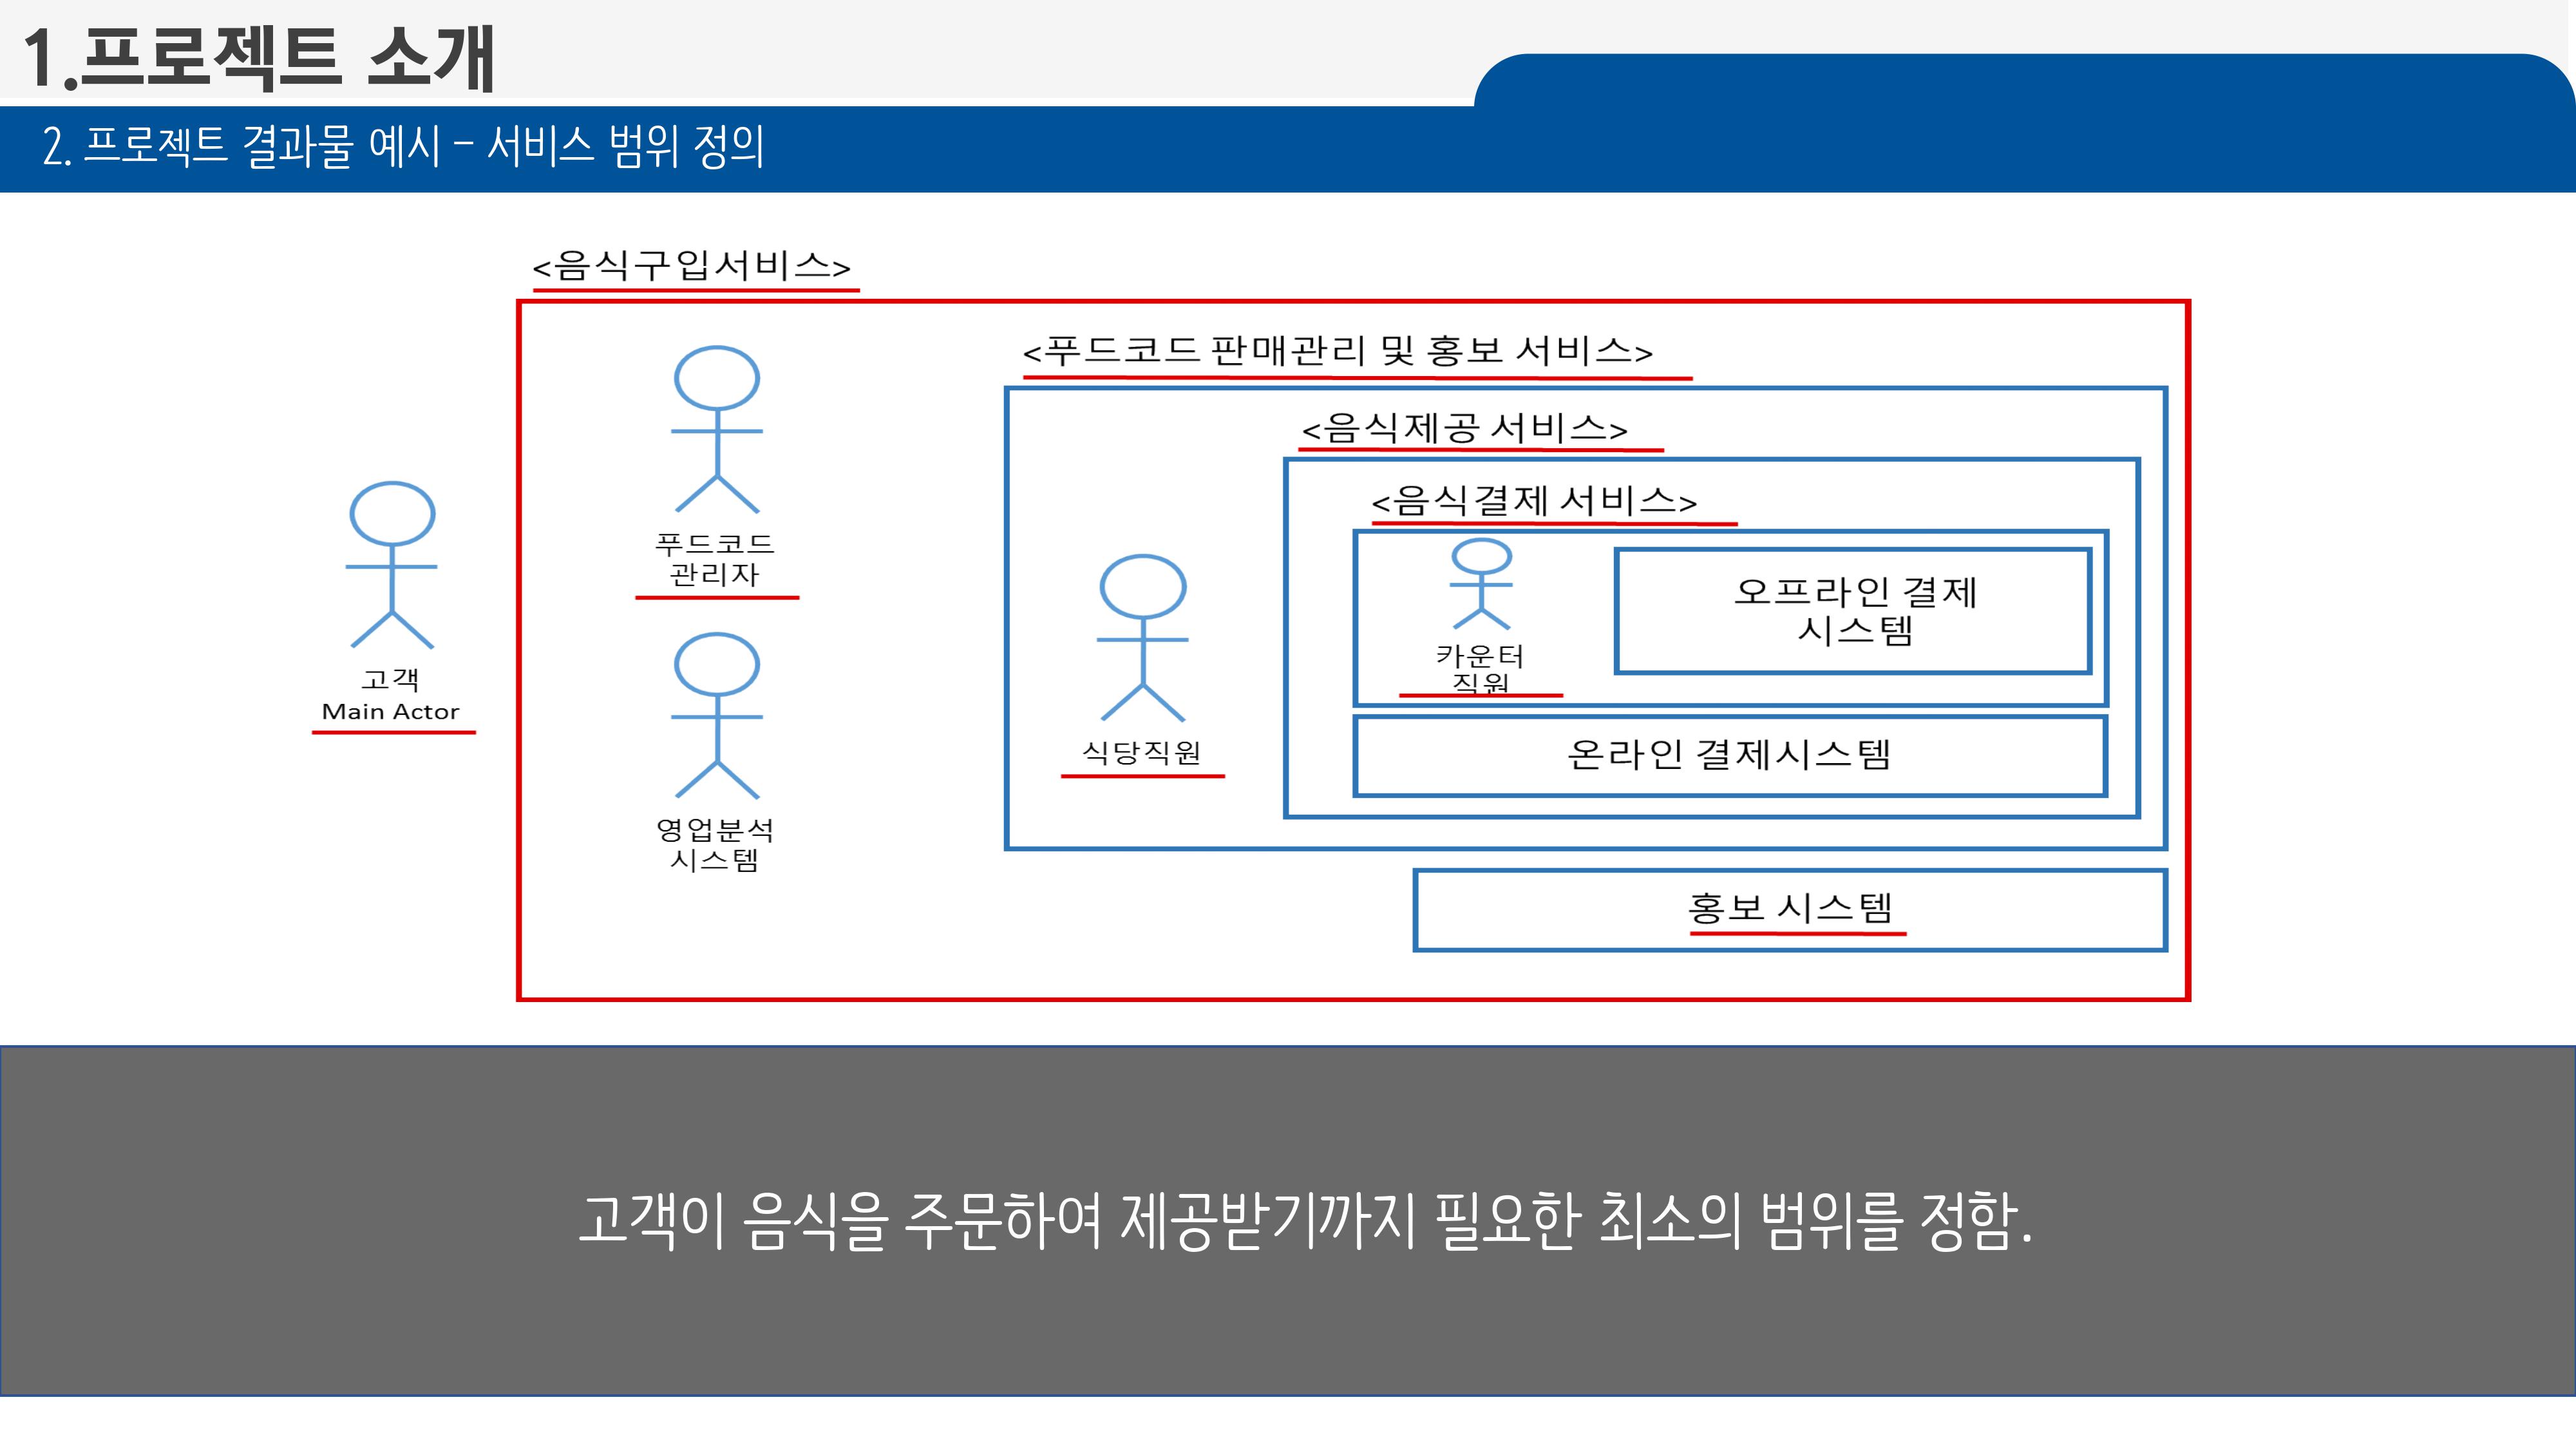 1.프로젝트 소개
2. 프로젝트 결과물 예시 - 서비스 범위 정의
<음식구입서비스>
<푸드코드 판매관리 및 홍보 서비스>
<음식제공 서비스>
<음식결제 서비스>
푸드코드
관리자
오프라인 결제
시스템
카운터
직원
고객
Main Actor
식당직원
온라인 결제시스템
영업분석
시스템
홍보 시스템
고객이 음식을 주문하여 제공받기까지 필요한 최소의 범위를 정함.